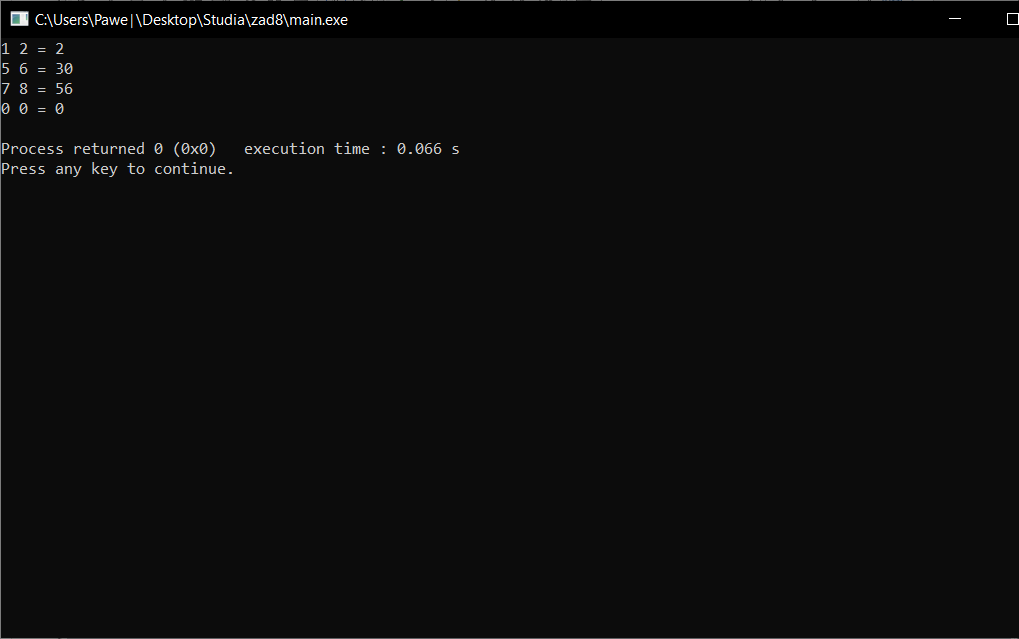 C:\Users\Pawe|\Desktop\Studia\zad8\main.exe
1 2 = 2
5 6 = 30
7 8 = 56
0 0 = 0
Process returned 0 (0x0)   execution time : 0.066 s
Press any key to continue.